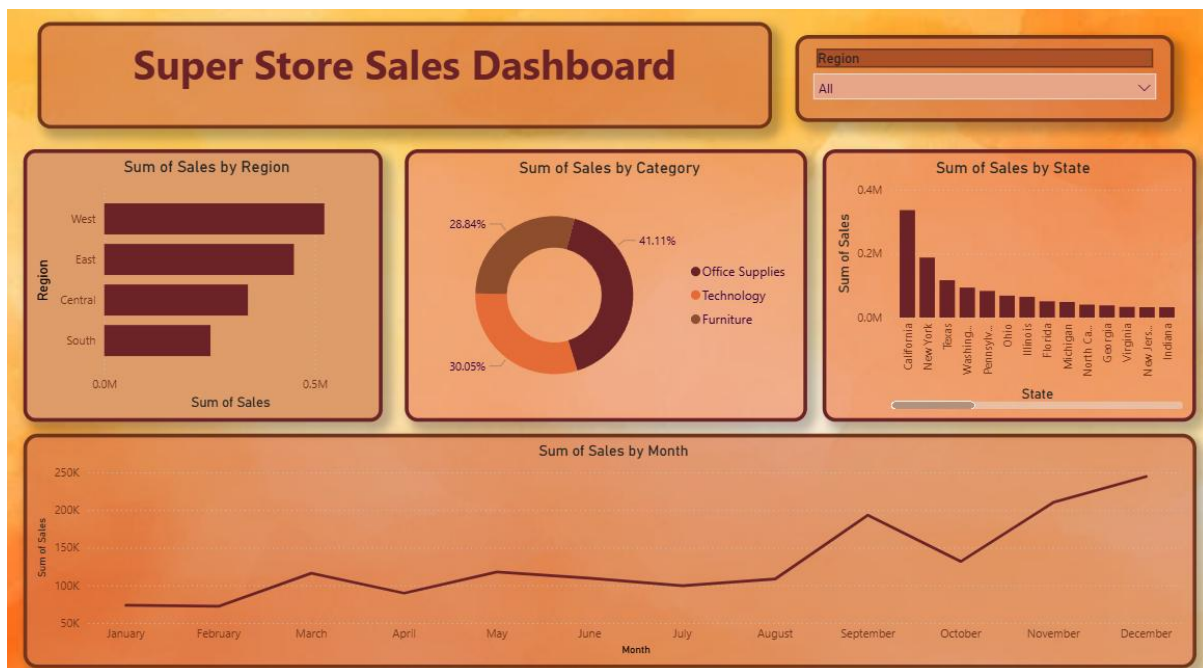 Super Store Sales Dashboard
Region
All
Sum of Sales by Region
Region
West
East
Central
South
0.0M 0.5M
Sum of Sales
Sum of Sales by Category
28.84%
41.11%
30.05%
Office Supplies
Technology
Furniture
Sum of Sales by State
Sum of Sales
0.4M
0.2M
0.0M
California
New York
Texas
Washing...
Pennsylv...
Ohio
Illinois
Florida
Michigan
North Ca...
Georgia
Virginia
New Jers...
Indiana
State
Sum of Sales by Month
Sum of Sales
250K
200K
150K
100K
50K
January February March April May June July August September October November December
Month